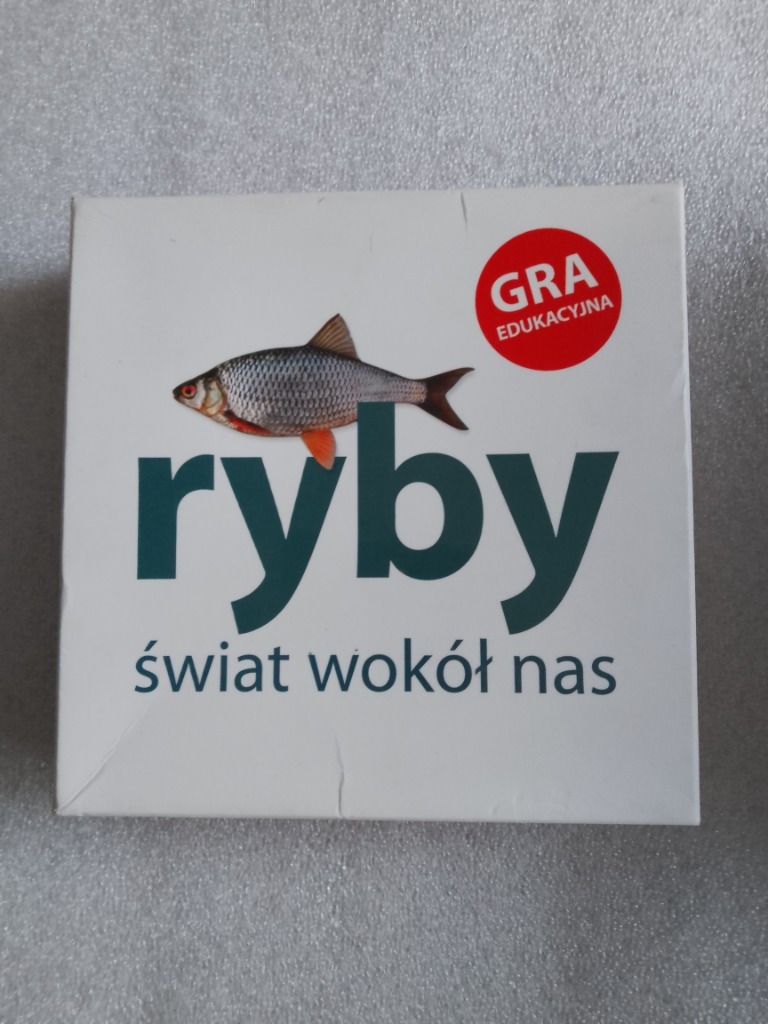 GRA
EDUKACYJNA
ryby
świat wokół nas